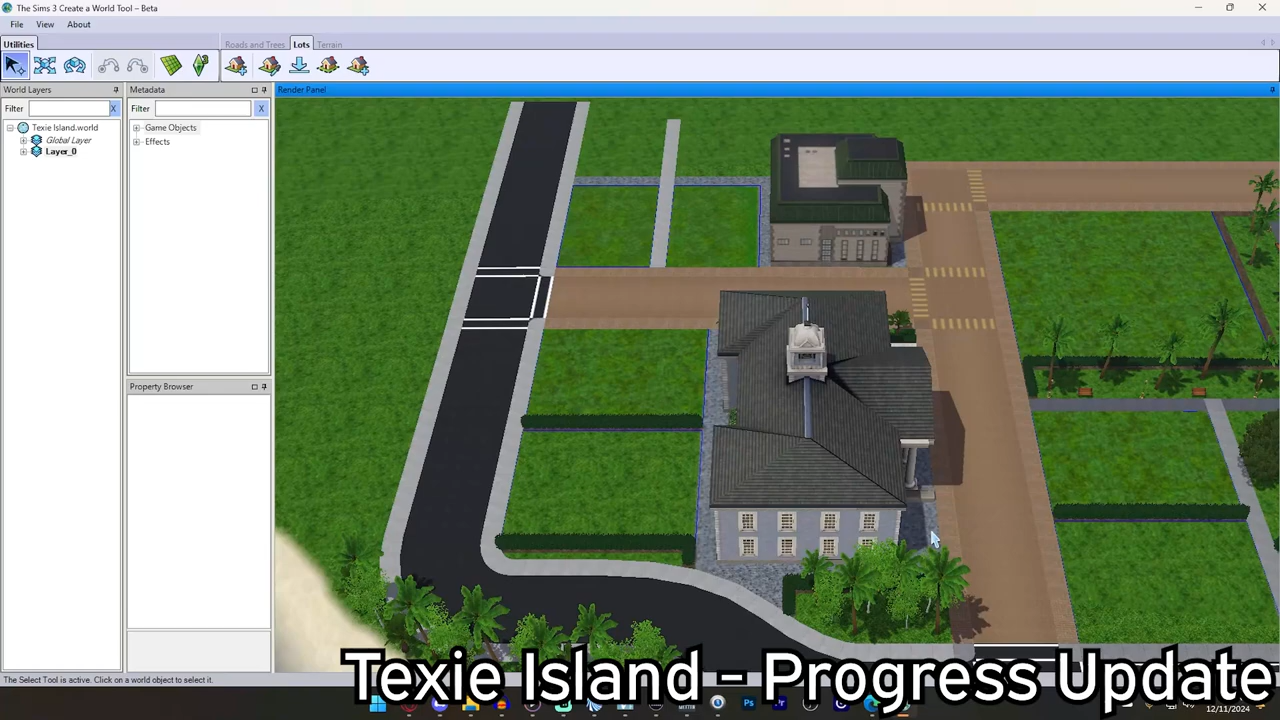 The Sims 3 Create a World Tool – Beta
File View About
Utilities
Roads and Trees Lots Terrain
World Layers
Metadata
Render Panel
Filter X
Filter X
Texie Island.world
Global Layer
Layer_0
Game Objects
Effects
Property Browser
The Select Tool is active. Click on a world object to select it.
Texie Island - Progress Update
12/11/2024